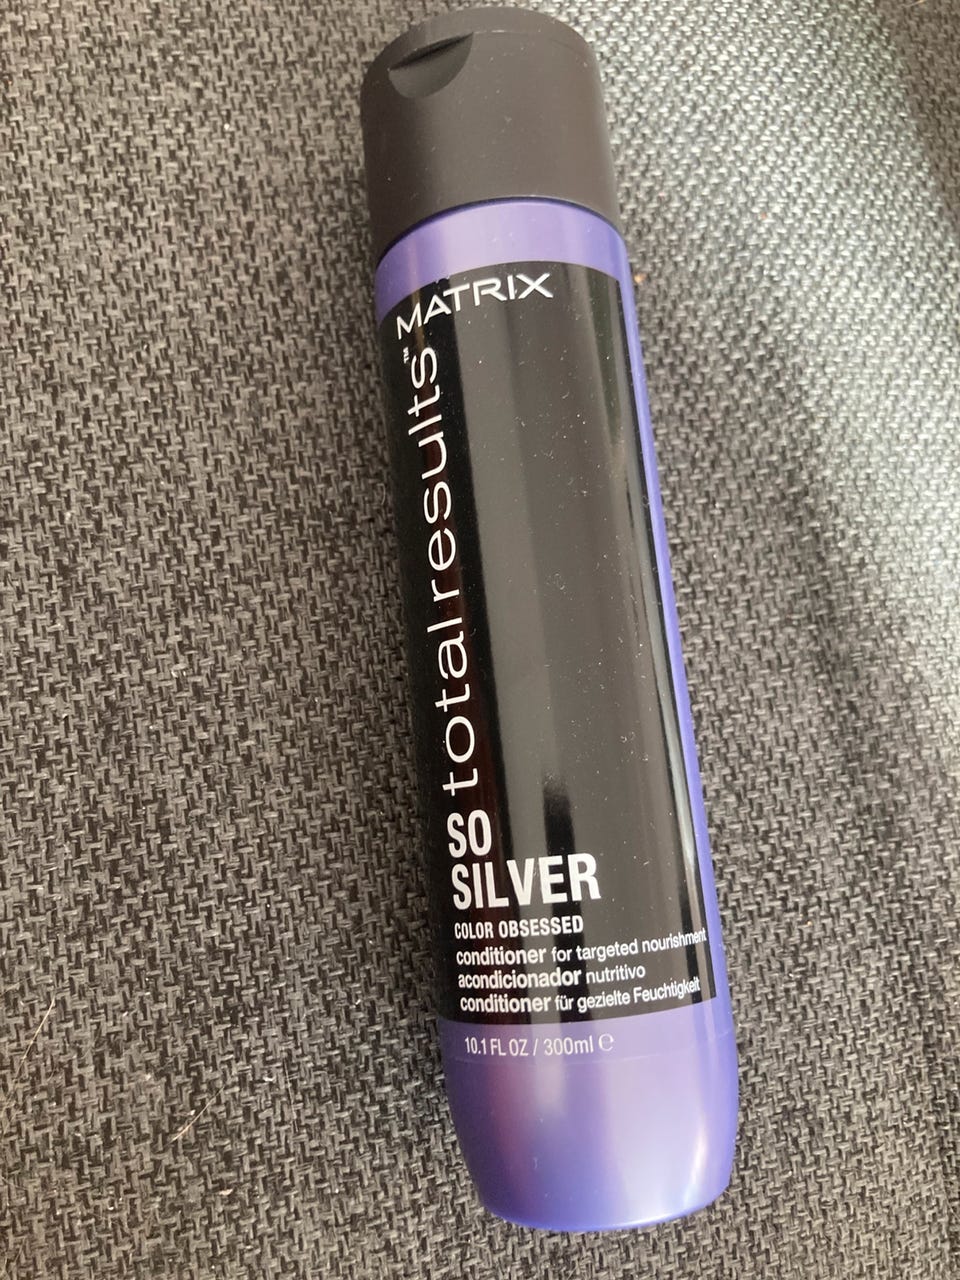 MATRIX
total results™
SO
SILVER
COLOR OBSESSED
conditioner for targeted nourishment
acondicionador nutritivo
conditioner für gezielte Feuchtigkeit
10.1 FL OZ / 300ml ℮